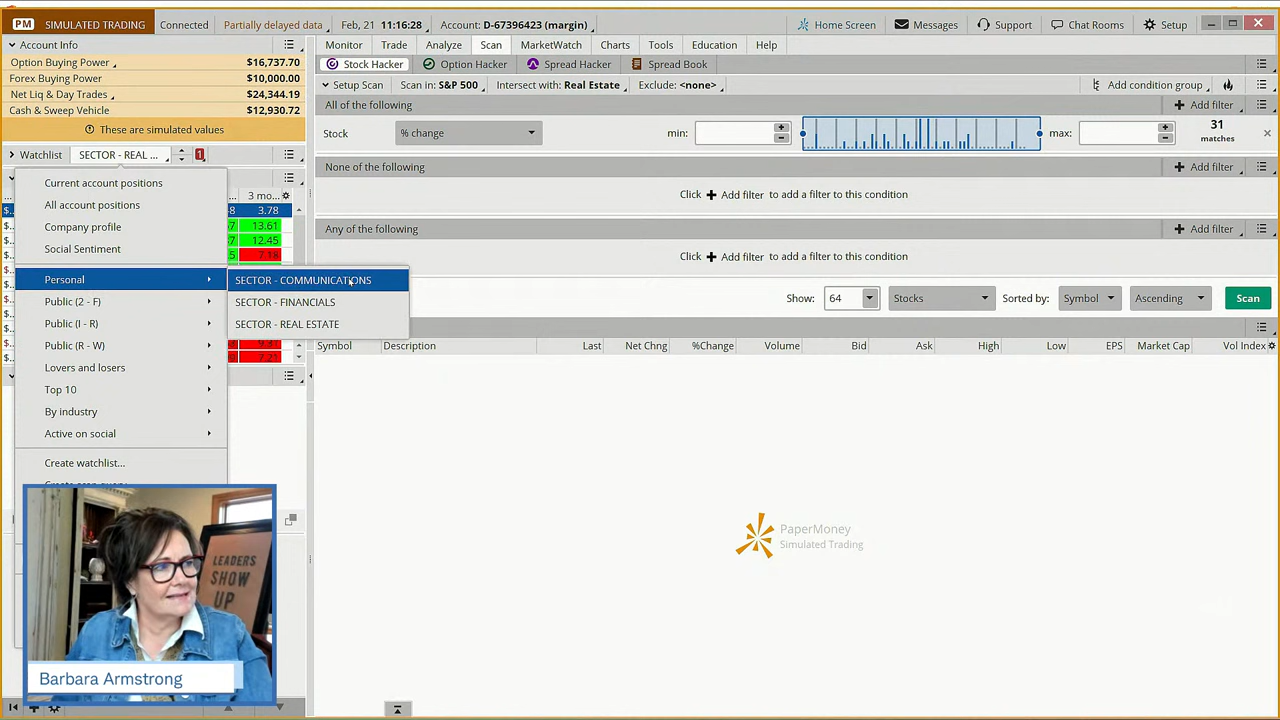 PM SIMULATED TRADING Connected Partially delayed data Feb, 21 11:16:28 Account: D-67396423 (margin) Home Screen Messages Support Chat Rooms Setup
Account Info
Option Buying Power $16,737.70
Forex Buying Power $10,000.00
Net Liq & Day Trades $24,344.19
Cash & Sweep Vehicle $12,930.72
These are simulated values
Watchlist SECTOR - REAL ... 1
3 mo...
3.78
13.61
12.45
7.18
9.31
7.21
Current account positions
All account positions
Company profile
Social Sentiment
Personal
Public (2 - F)
Public (I - R)
Public (R - W)
Lovers and losers
Top 10
By industry
Active on social
Create watchlist...
SECTOR - COMMUNICATIONS
SECTOR - FINANCIALS
SECTOR - REAL ESTATE
Monitor Trade Analyze Scan MarketWatch Charts Tools Education Help
Stock Hacker Option Hacker Spread Hacker Spread Book
Setup Scan Scan in: S&P 500 Intersect with: Real Estate Exclude: <none> Add condition group
All of the following Add filter
Stock % change min: max: 31 matches
None of the following Add filter
Click Add filter to add a filter to this condition
Any of the following Add filter
Click Add filter to add a filter to this condition
Show: 64 Stocks Sorted by: Symbol Ascending Scan
Symbol Description Last Net Chng %Change Volume Bid Ask High Low EPS Market Cap Vol Index
PaperMoney
Simulated Trading
LEADERS
SHOW
UP
Barbara Armstrong